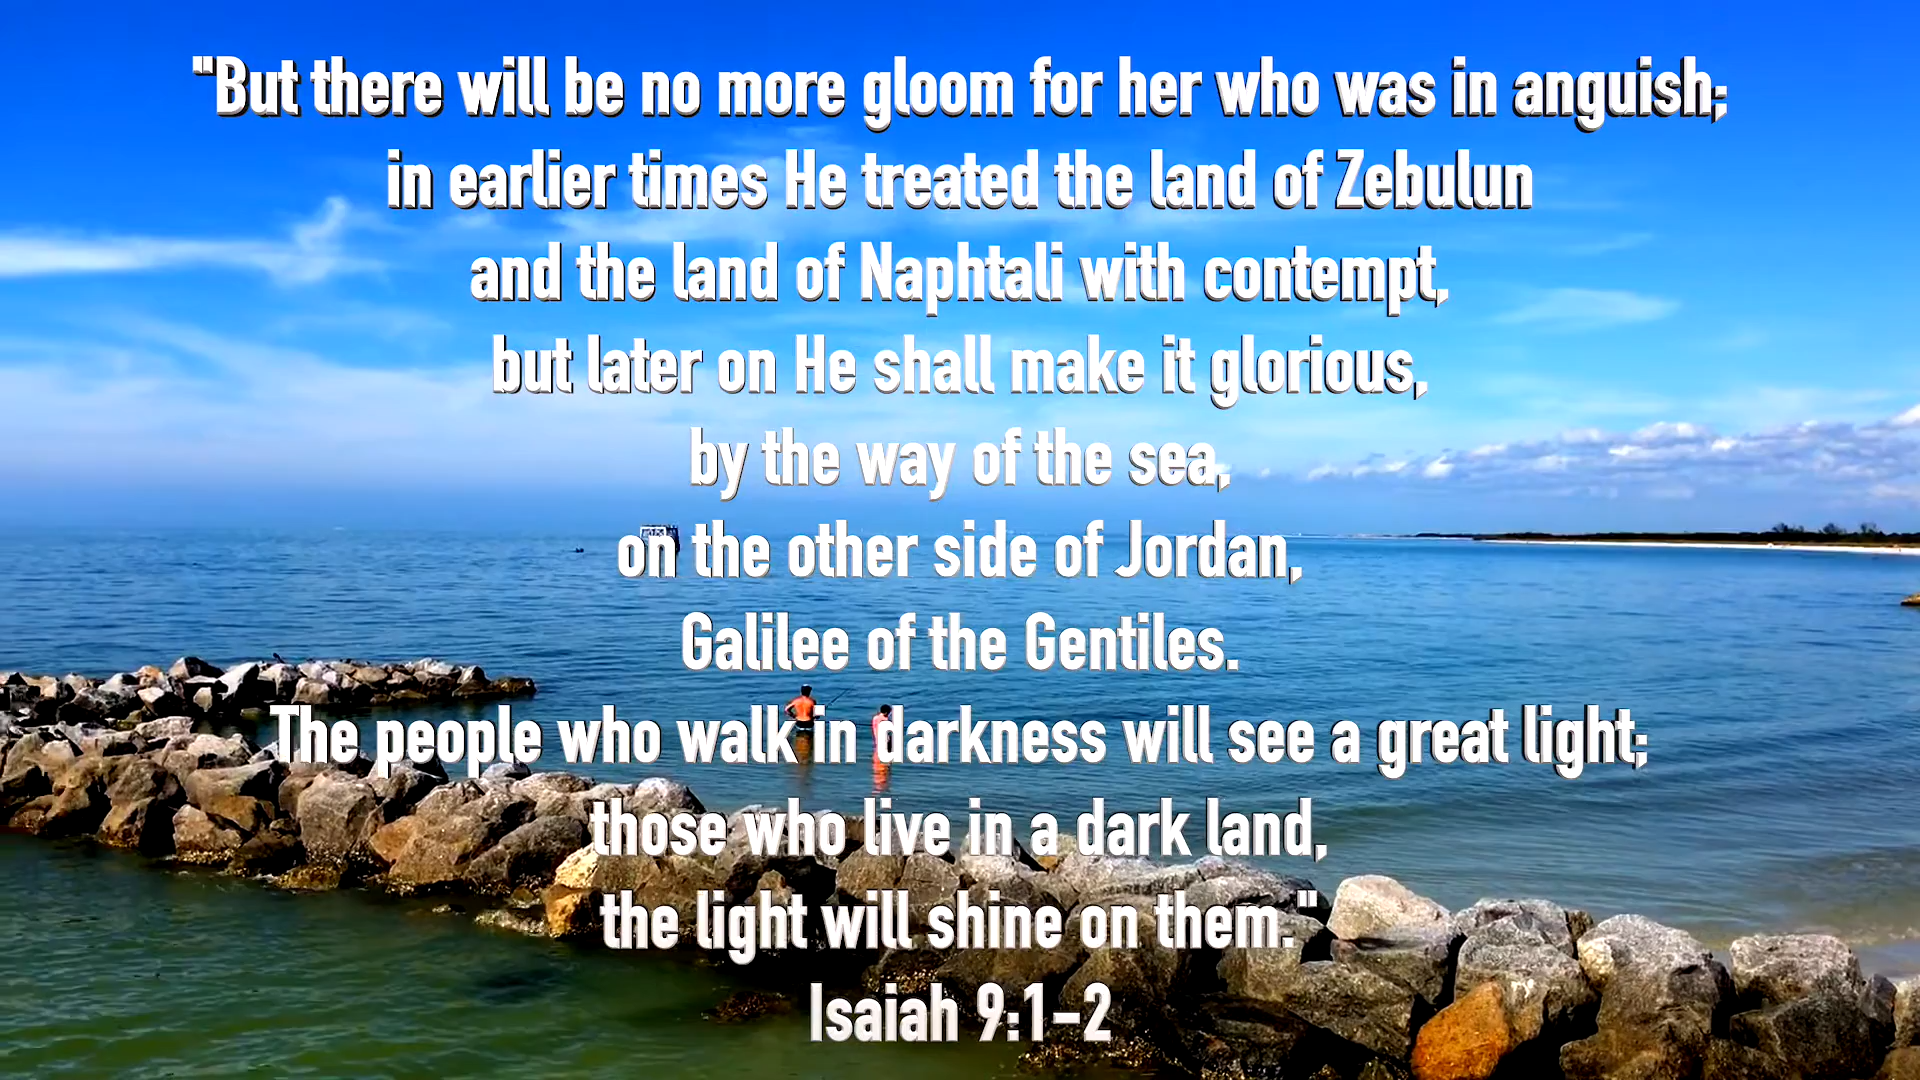 "But there will be no more gloom for her who was in anguish;
in earlier times He treated the land of Zebulun
and the land of Naphtali with contempt,
but later on He shall make it glorious,
by the way of the sea,
on the other side of Jordan,
Galilee of the Gentiles.
The people who walk in darkness will see a great light;
those who live in a dark land,
the light will shine on them."
Isaiah 9:1-2